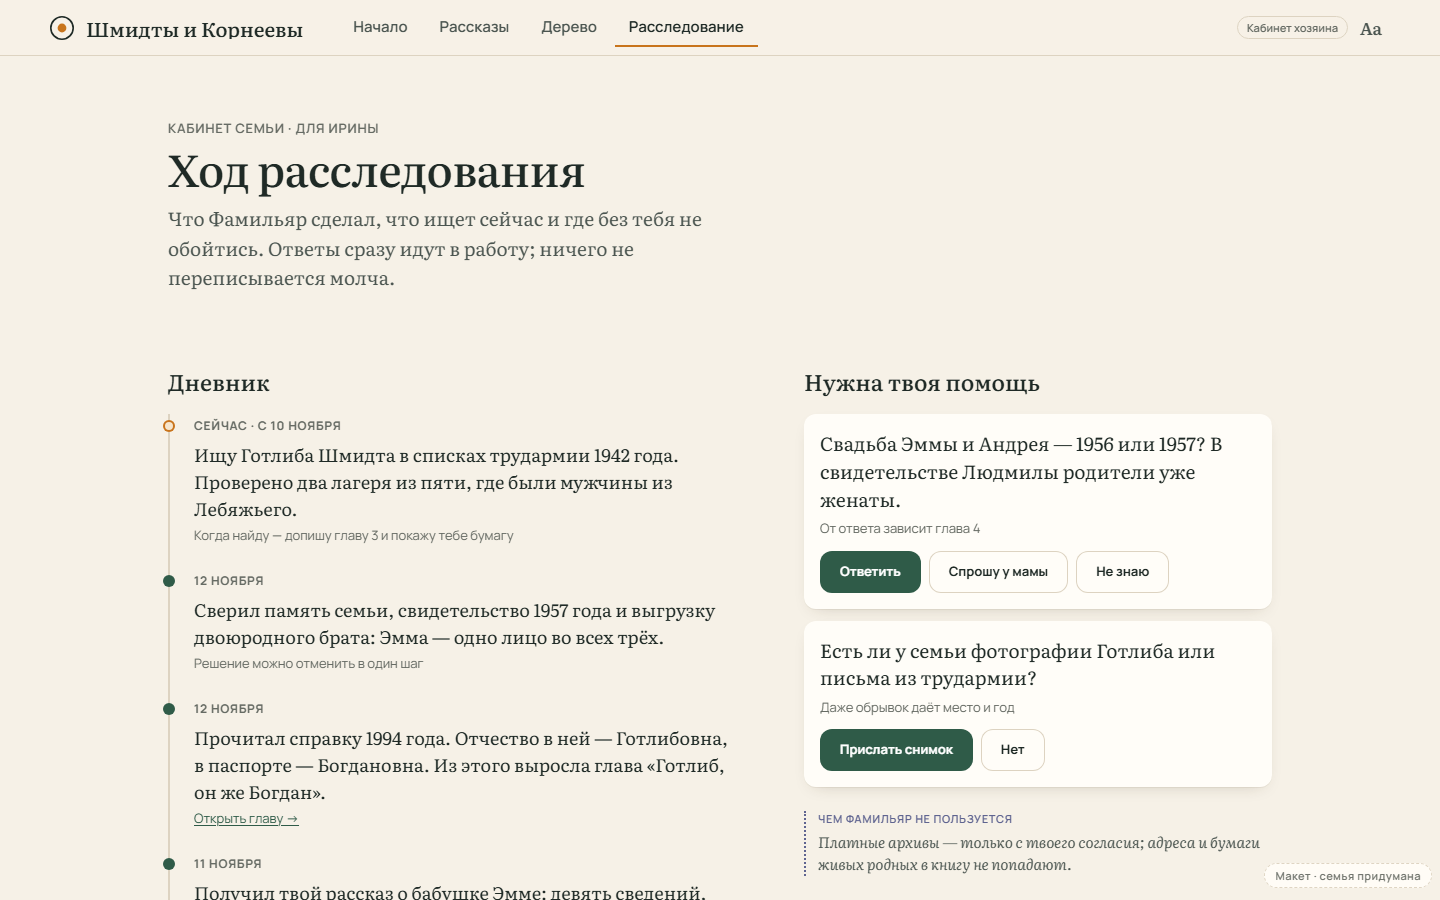 Шмидты и Корнеевы
Начало
Рассказы
Дерево
Расследование
Кабинет хозяина
Aa
КАБИНЕТ СЕМЬИ · ДЛЯ ИРИНЫ
Ход расследования
Что Фамильяр сделал, что ищет сейчас и где без тебя не
обойтись. Ответы сразу идут в работу; ничего не
переписывается молча.
Дневник
СЕЙЧАС · С 10 НОЯБРЯ
Ищу Готлиба Шмидта в списках трудармии 1942 года.
Проверено два лагеря из пяти, где были мужчины из
Лебяжьего.
Когда найду — допишу главу 3 и покажу тебе бумагу
12 НОЯБРЯ
Сверил память семьи, свидетельство 1957 года и выгрузку
двоюродного брата: Эмма — одно лицо во всех трёх.
Решение можно отменить в один шаг
12 НОЯБРЯ
Прочитал справку 1994 года. Отчество в ней — Готлибовна,
в паспорте — Богдановна. Из этого выросла глава «Готлиб,
он же Богдан».
Открыть главу →
11 НОЯБРЯ
Получил твой рассказ о бабушке Эмме: девять сведений.
Нужна твоя помощь
Свадьба Эммы и Андрея — 1956 или 1957? В
свидетельстве Людмилы родители уже
женаты.
От ответа зависит глава 4
Ответить
Спрошу у мамы
Не знаю
Есть ли у семьи фотографии Готлиба или
письма из трудармии?
Даже обрывок даёт место и год
Прислать снимок
Нет
ЧЕМ ФАМИЛЬЯР НЕ ПОЛЬЗУЕТСЯ
Платные архивы — только с твоего согласия; адреса и бумаги
живых родных в книгу не попадают.
Макет · семья придумана